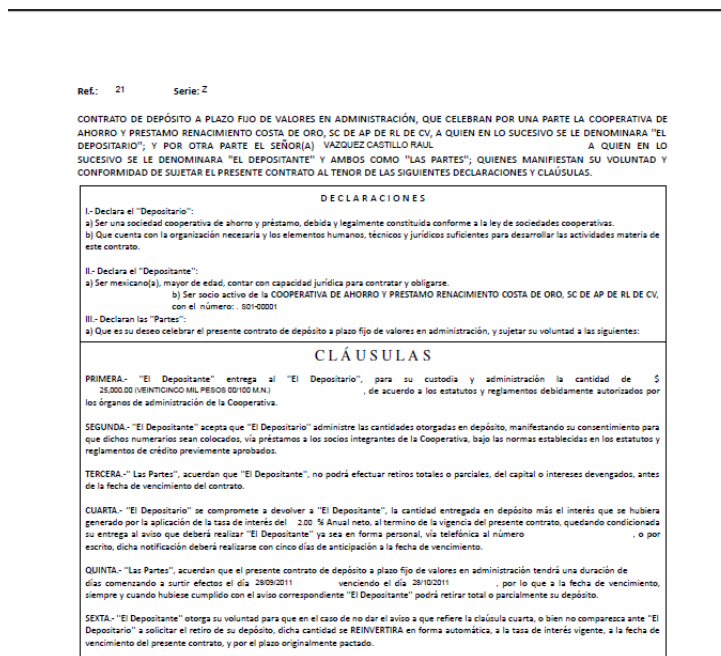 Ref.: 21 Serie: Z
CONTRATO DE DEPÓSITO A PLAZO FIJO DE VALORES EN ADMINISTRACIÓN, QUE CELEBRAN POR UNA PARTE LA COOPERATIVA DE
AHORRO Y PRESTAMO RENACIMIENTO COSTA DE ORO, SC DE AP DE RL DE CV, A QUIEN EN LO SUCESIVO SE LE DENOMINARA "EL
DEPOSITARIO"; Y POR OTRA PARTE EL SEÑOR(A) VAZQUEZ CASTILLO RAUL A QUIEN EN LO
SUCESIVO SE LE DENOMINARA "EL DEPOSITANTE" Y AMBOS COMO "LAS PARTES"; QUIENES MANIFIESTAN SU VOLUNTAD Y
CONFORMIDAD DE SUJETAR EL PRESENTE CONTRATO AL TENOR DE LAS SIGUIENTES DECLARACIONES Y CLÁUSULAS.
DECLARACIONES
I.- Declara el "Depositario":
a) Ser una sociedad cooperativa de ahorro y préstamo, debida y legalmente constituida conforme a la ley de sociedades cooperativas.
b) Que cuenta con la organización necesaria y los elementos humanos, técnicos y jurídicos suficientes para desarrollar las actividades materia de
este contrato.
II.- Declara el "Depositante":
a) Ser mexicano(a), mayor de edad, contar con capacidad jurídica para contratar y obligarse.
b) Ser socio activo de la COOPERATIVA DE AHORRO Y PRESTAMO RENACIMIENTO COSTA DE ORO, SC DE AP DE RL DE CV,
con el número: . S01-00001
III.- Declaran las "Partes":
a) Que es su deseo celebrar el presente contrato de depósito a plazo fijo de valores en administración, y sujetar su voluntad a las siguientes:
CLÁUSULAS
PRIMERA.- "El Depositante" entrega al "El Depositario", para su custodia y administración la cantidad de $
25,000.00 (VEINTICINCO MIL PESOS 00/100 M.N.) , de acuerdo a los estatutos y reglamentos debidamente autorizados por
los órganos de administración de la Cooperativa.
SEGUNDA.- "El Depositante" acepta que "El Depositario" administre las cantidades otorgadas en depósito, manifestando su consentimiento para
que dichos numerarios sean colocados, vía préstamos a los socios integrantes de la Cooperativa, bajo las normas establecidas en los estatutos y
reglamentos de crédito previamente aprobados.
TERCERA.-" Las Partes", acuerdan que "El Depositante", no podrá efectuar retiros totales o parciales, del capital o intereses devengados, antes
de la fecha de vencimiento del contrato.
CUARTA.- "El Depositario" se compromete a devolver a "El Depositante", la cantidad entregada en depósito más el interés que se hubiera
generado por la aplicación de la tasa de interés del 2.00 % Anual neto, al termino de la vigencia del presente contrato, quedando condicionada
su entrega al aviso que deberá realizar "El Depositante" ya sea en forma personal, vía telefónica al número , o por
escrito, dicha notificación deberá realizarse con cinco días de anticipación a la fecha de vencimiento.
QUINTA.- "Las Partes", acuerdan que el presente contrato de depósito a plazo fijo de valores en administración tendrá una duración de
días comenzando a surtir efectos el día 28/09/2011 venciendo el día 28/10/2011 , por lo que a la fecha de vencimiento,
siempre y cuando hubiese cumplido con el aviso correspondiente "El Depositante" podrá retirar total o parcialmente su depósito.
SEXTA.- "El Depositante" otorga su voluntad para que en el caso de no dar el aviso a que refiere la claúsula cuarta, o bien no comparezca ante "El
Depositario" a solicitar el retiro de su depósito, dicha cantidad se REINVERTIRA en forma automática, a la tasa de interés vigente, a la fecha de
vencimiento del presente contrato, y por el plazo originalmente pactado.